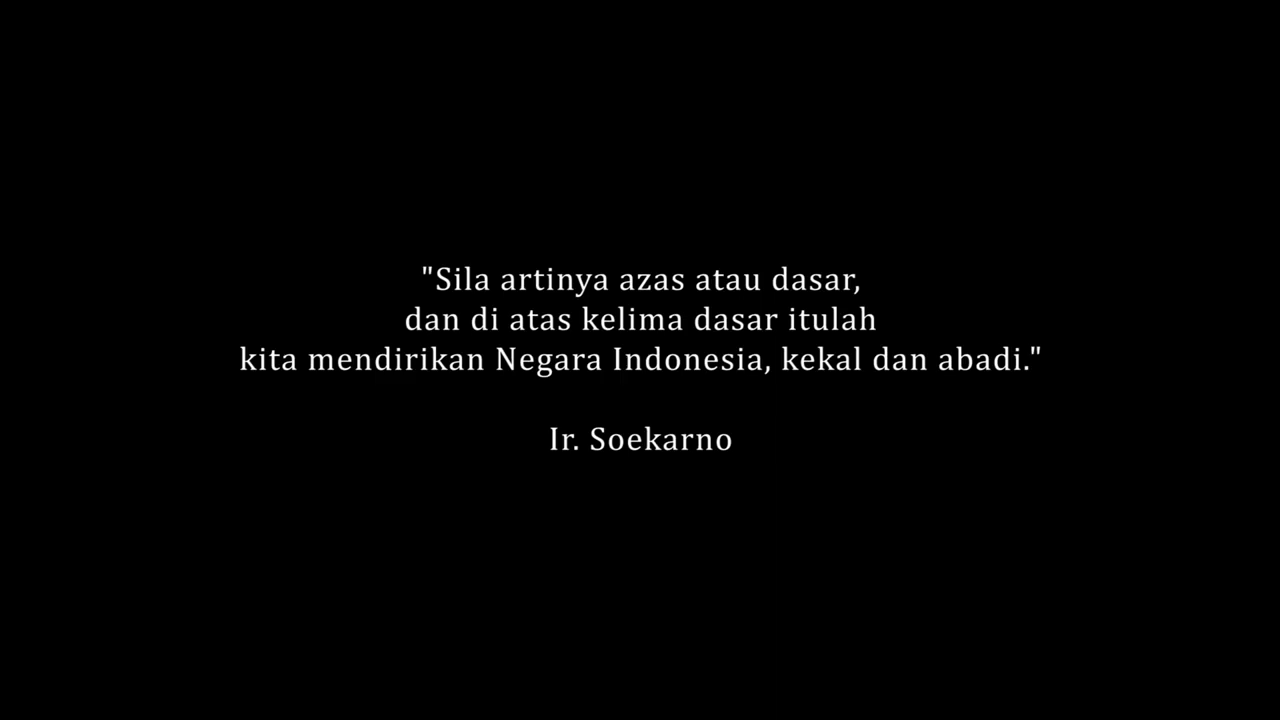 "Sila artinya azas atau dasar,
dan di atas kelima dasar itulah
kita mendirikan Negara Indonesia, kekal dan abadi."
Ir. Soekarno